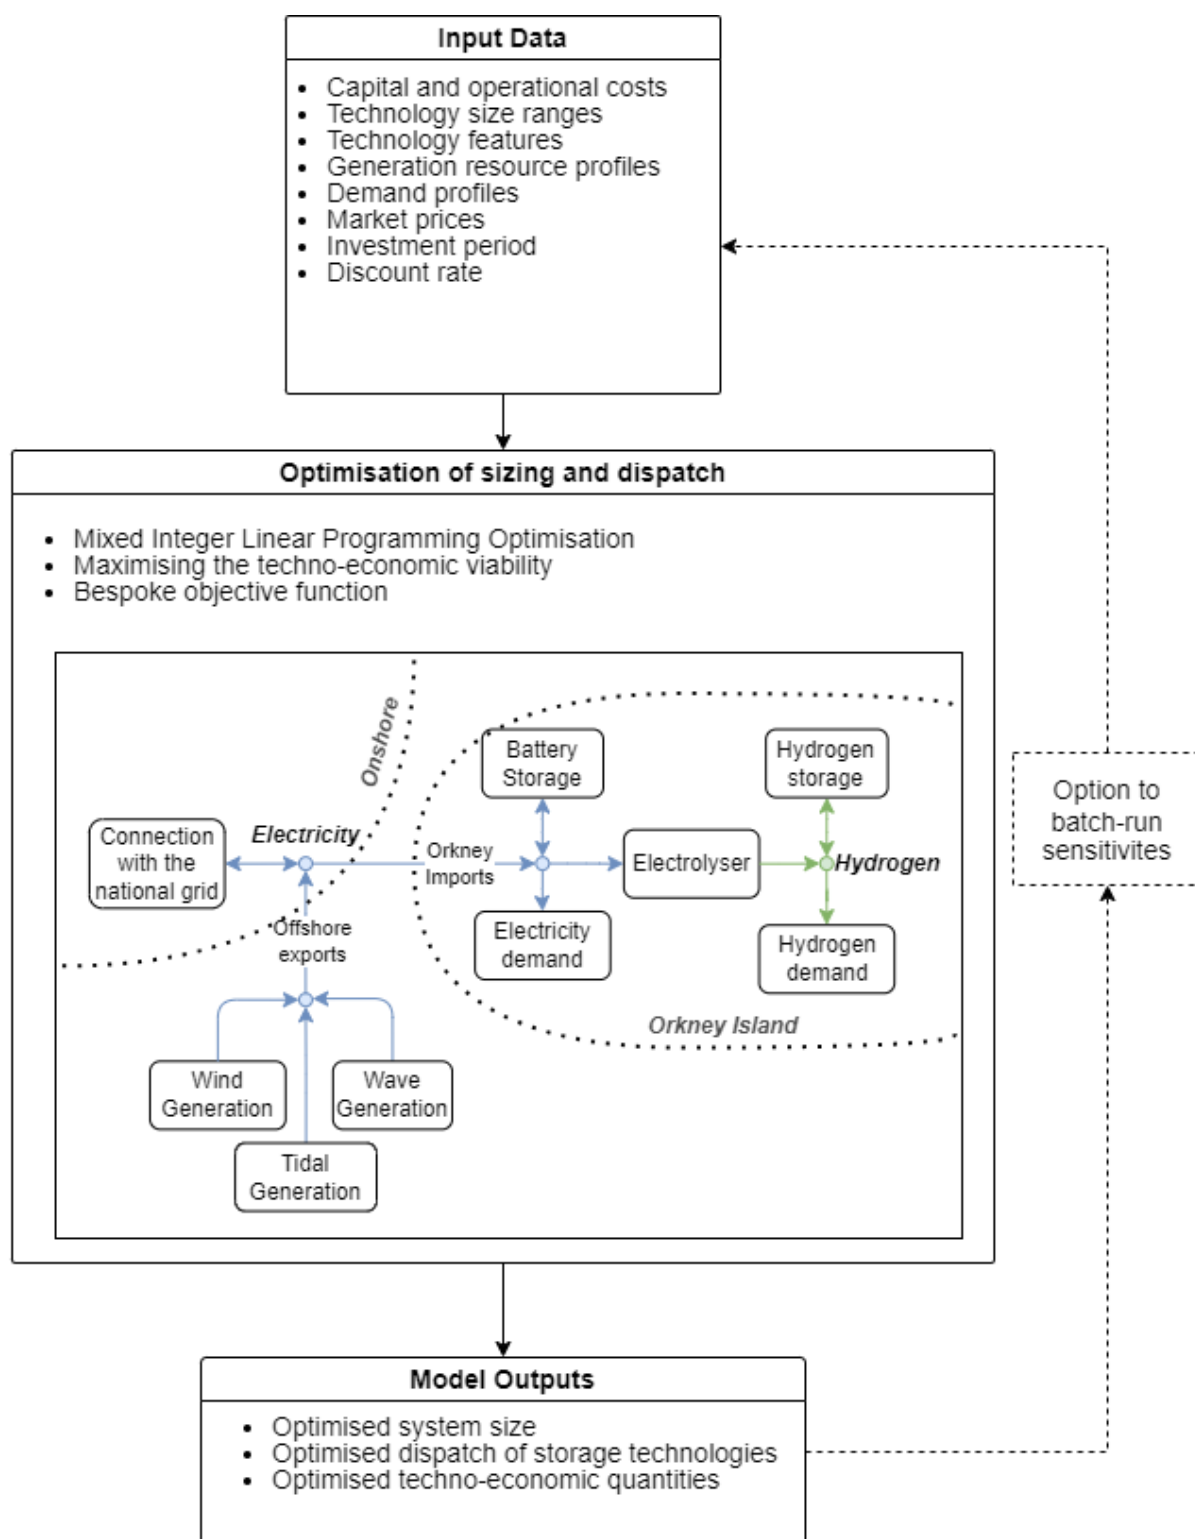 Input Data
• Capital and operational costs
• Technology size ranges
• Technology features
• Generation resource profiles
• Demand profiles
• Market prices
• Investment period
• Discount rate
Optimisation of sizing and dispatch
• Mixed Integer Linear Programming Optimisation
• Maximising the techno-economic viability
• Bespoke objective function
Onshore
Battery
Storage
Hydrogen
storage
Connection
with the
national grid
Electricity
Orkney
Imports
Electrolyser
Hydrogen
Offshore
exports
Electricity
demand
Hydrogen
demand
Orkney Island
Wind
Generation
Wave
Generation
Tidal
Generation
Option to
batch-run
sensitivites
Model Outputs
• Optimised system size
• Optimised dispatch of storage technologies
• Optimised techno-economic quantities